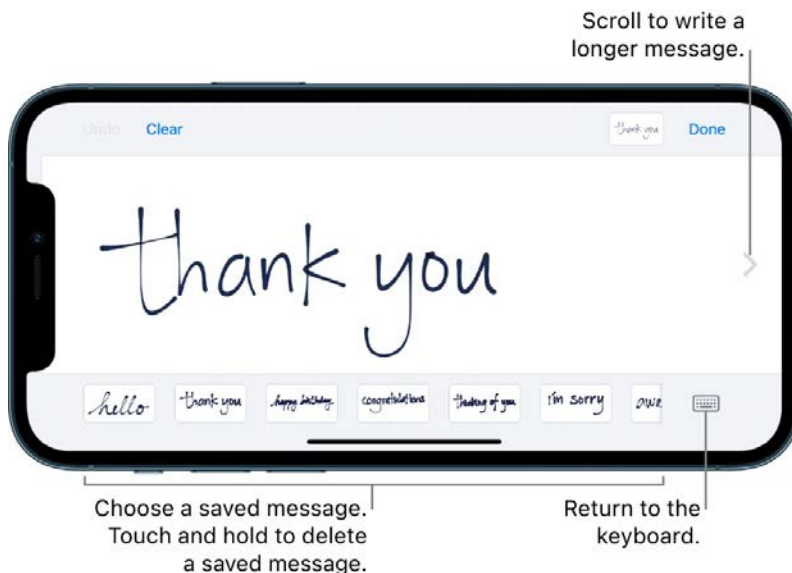 Scroll to write a
longer message.
Undo Clear thank you Done
thank you
hello thank you happy birthday congratulations thinking of you i'm sorry awe
Choose a saved message.
Touch and hold to delete
a saved message.
Return to the
keyboard.